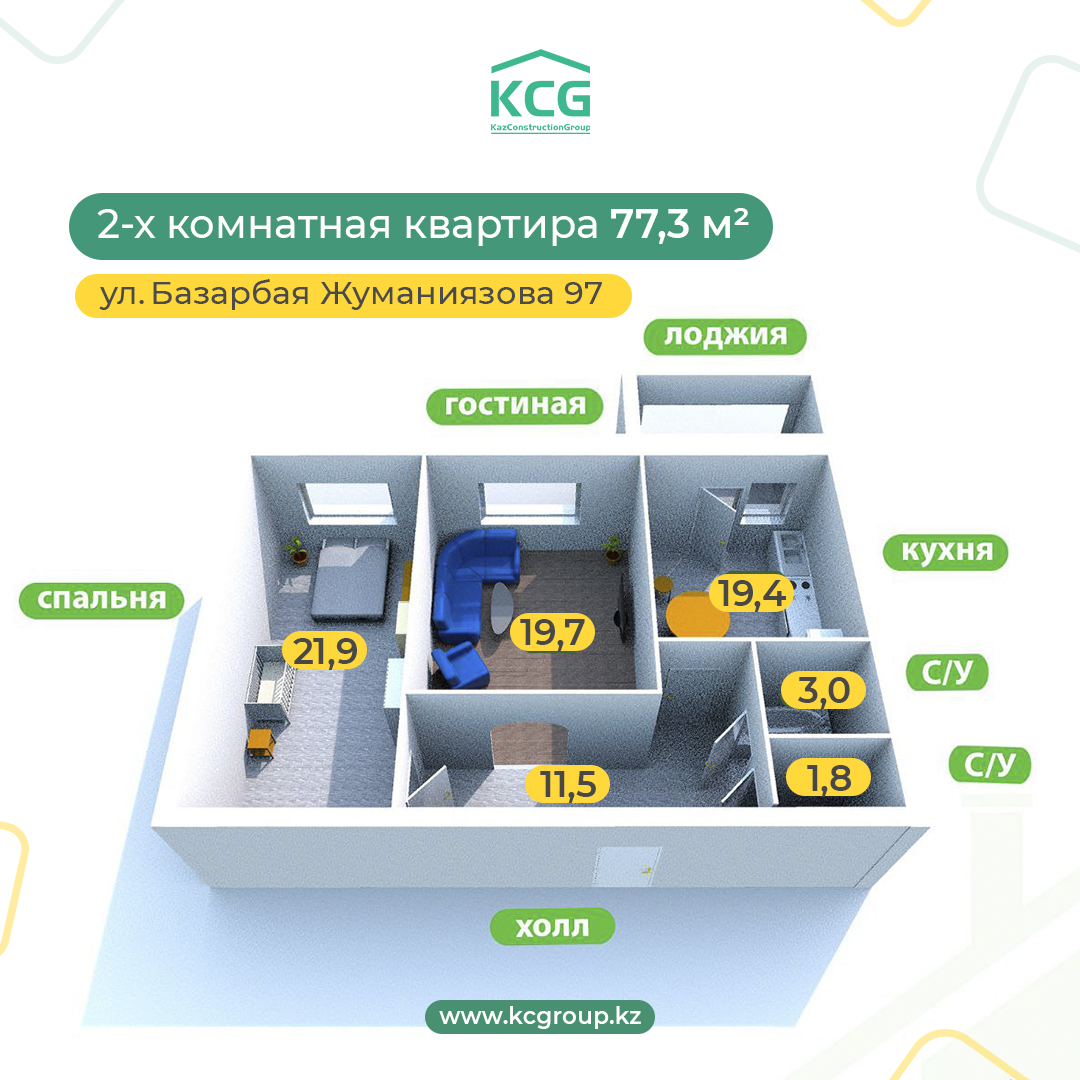 KCG
KazConstructionGroup
2-х комнатная квартира 77,3 м²
ул. Базарбая Жуманиязова 97
лоджия
гостиная
кухня
спальня
19,4
19,7
21,9
С/У
3,0
С/У
1,8
11,5
холл
www.kcgroup.kz